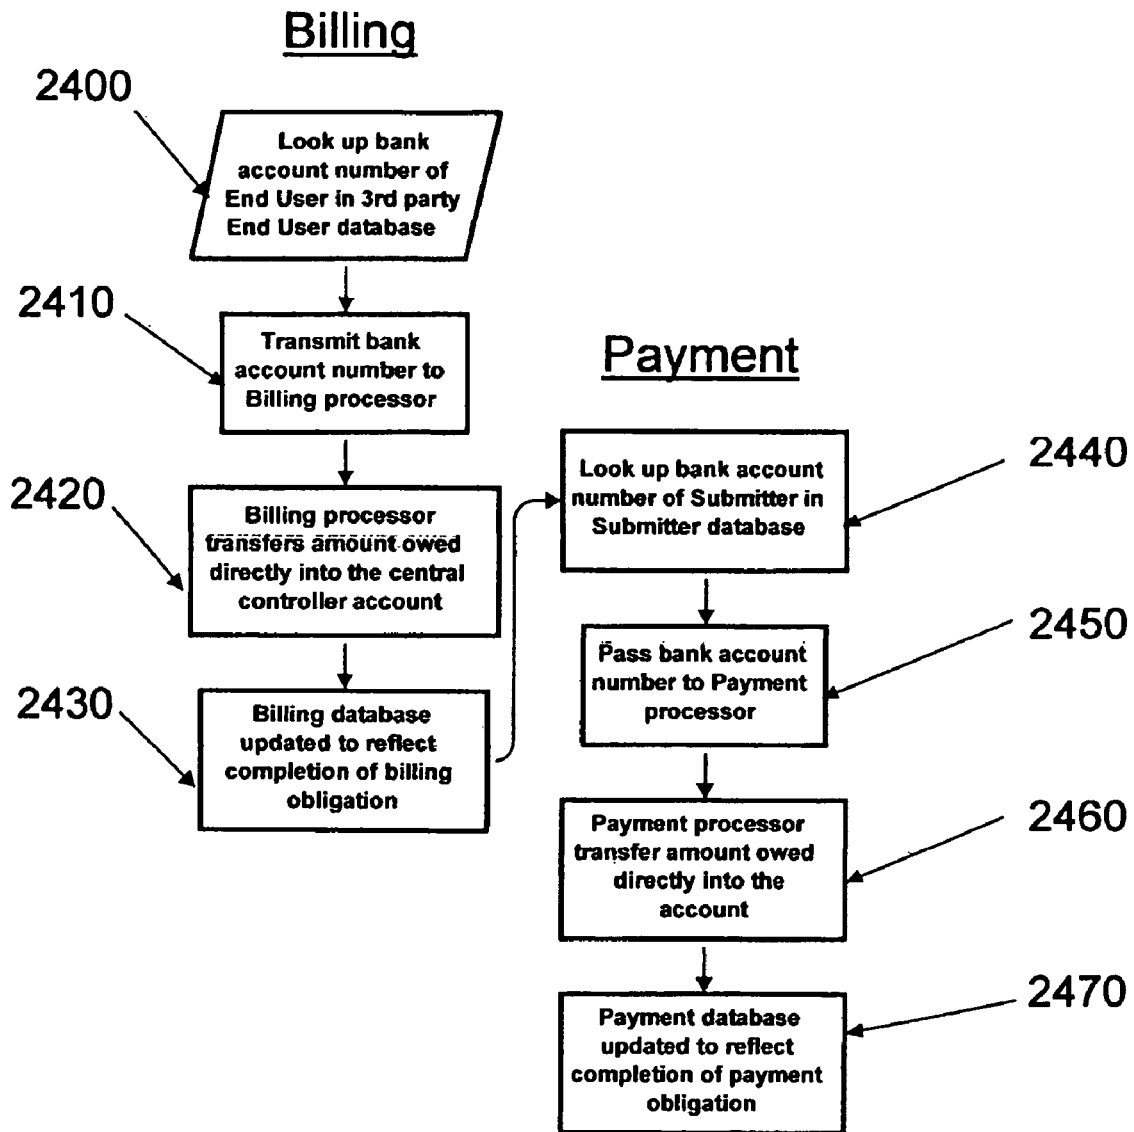 Billing
2400
Look up bank
account number of
End User in 3rd party
End User database
2410
Transmit bank
account number to
Billing processor
2420
Billing processor
transfers amount owed
directly into the central
controller account
2430
Billing database
updated to reflect
completion of billing
obligation
Payment
2440
Look up bank account
number of Submitter in
Submitter database
2450
Pass bank account
number to Payment
processor
2460
Payment processor
transfer amount owed
directly into the
account
2470
Payment database
updated to reflect
completion of payment
obligation